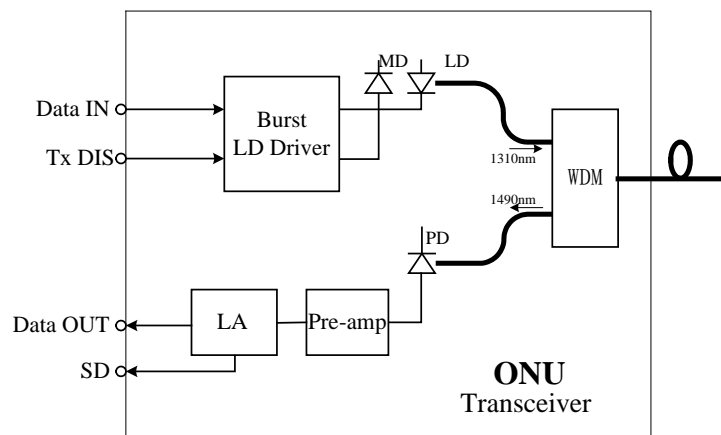 MD
LD
Data IN
Burst
LD Driver
Tx DIS
1310nm
WDM
1490nm
PD
Data OUT
LA
Pre-amp
SD
ONU
Transceiver